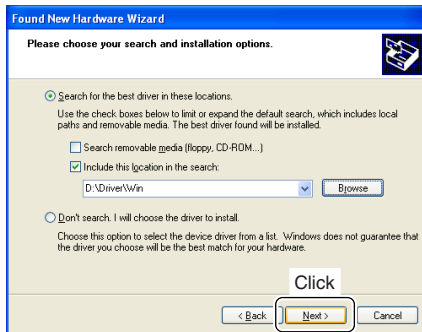 Found New Hardware Wizard
Please choose your search and installation options.
Search for the best driver in these locations.
Use the check boxes below to limit or expand the default search, which includes local
paths and removable media. The best driver found will be installed.
Search removable media (floppy, CD-ROM...)
Include this location in the search:
D:\Driver\Win
Browse
Don't search. I will choose the driver to install.
Choose this option to select the device driver from a list. Windows does not guarantee that
the driver you choose will be the best match for your hardware.
Click
< Back
Next >
Cancel